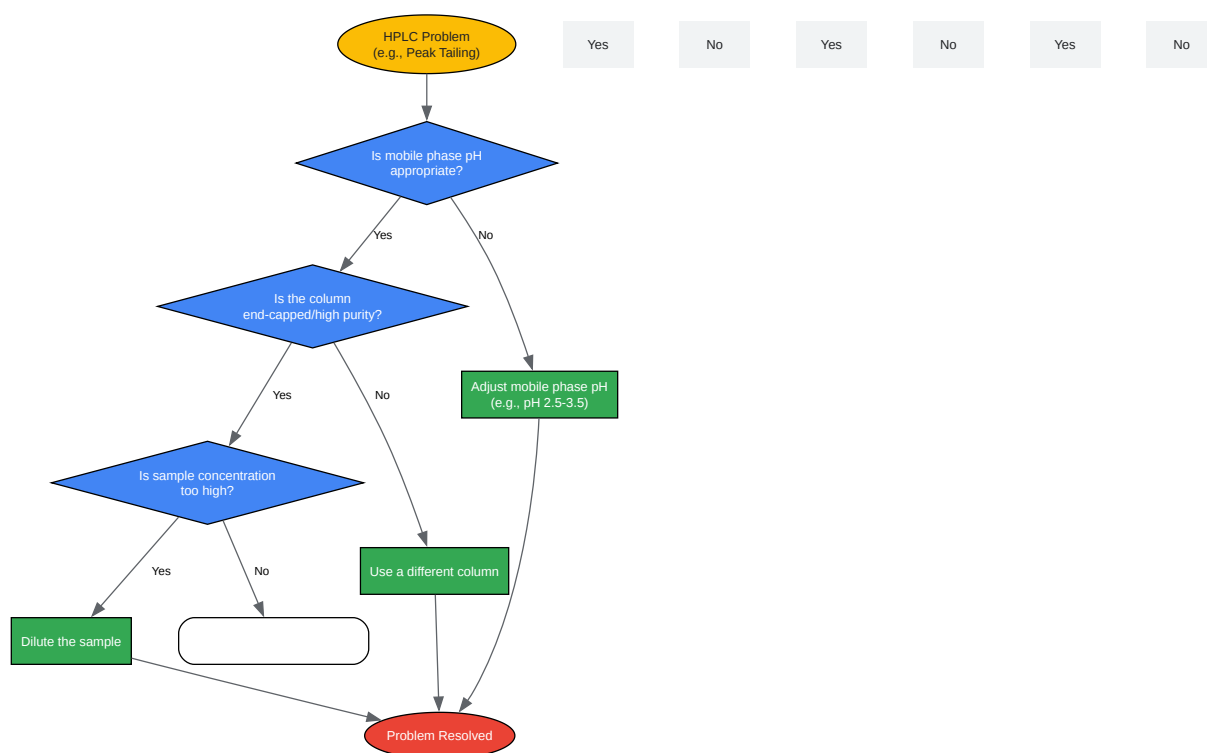 HPLC Problem
(e.g., Peak Tailing)
Yes
No
Yes
No
Yes
No
Is mobile phase pH
appropriate?
Yes
No
Is the column
end-capped/high purity?
Adjust mobile phase pH
(e.g., pH 2.5-3.5)
Yes
No
Is sample concentration
too high?
Yes
No
Use a different column
Dilute the sample
Problem Resolved